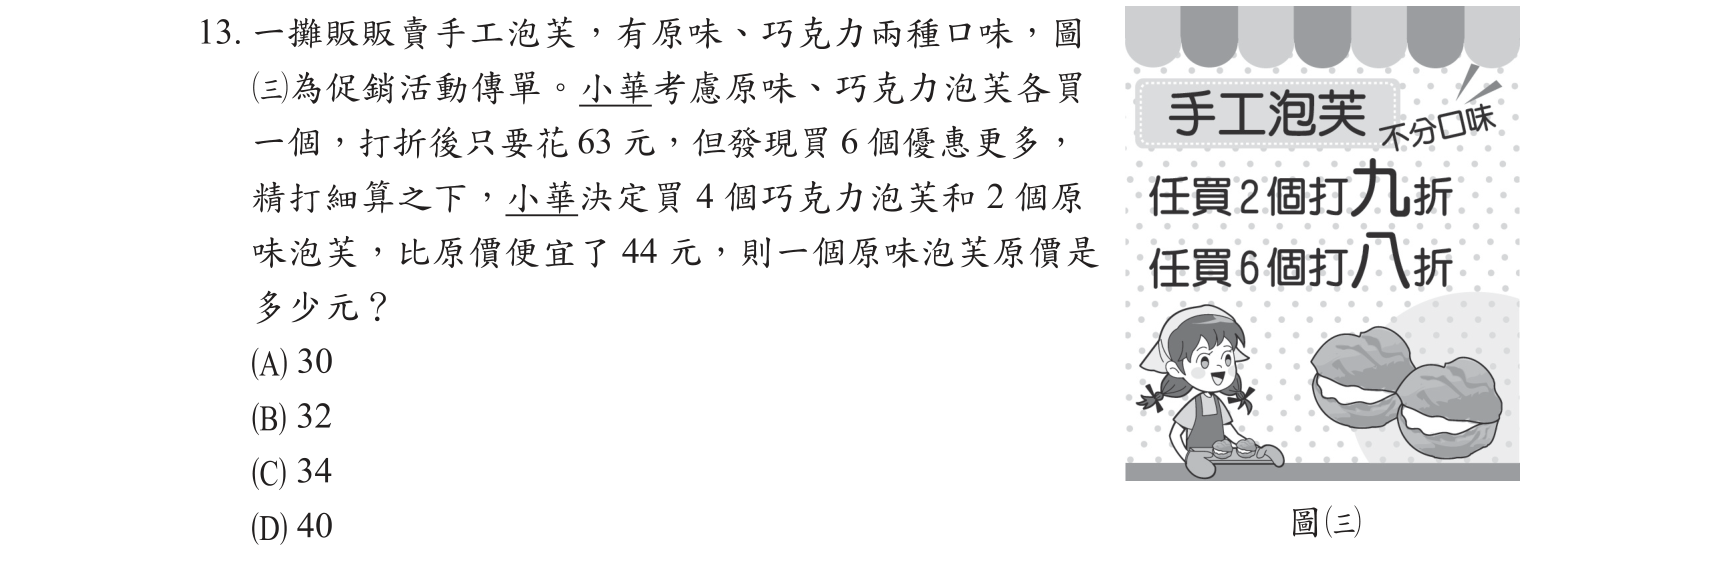 13. 一攤販販賣手工泡芙，有原味、巧克力兩種口味，圖
㈢為促銷活動傳單。小華考慮原味、巧克力泡芙各買
一個，打折後只要花 63 元，但發現買 6 個優惠更多，
精打細算之下，小華決定買 4 個巧克力泡芙和 2 個原
味泡芙，比原價便宜了 44 元，則一個原味泡芙原價是
多少元？
(A) 30
(B) 32
(C) 34
(D) 40
手工泡芙
不分口味
任買2個打九折
任買6個打八折
圖㈢